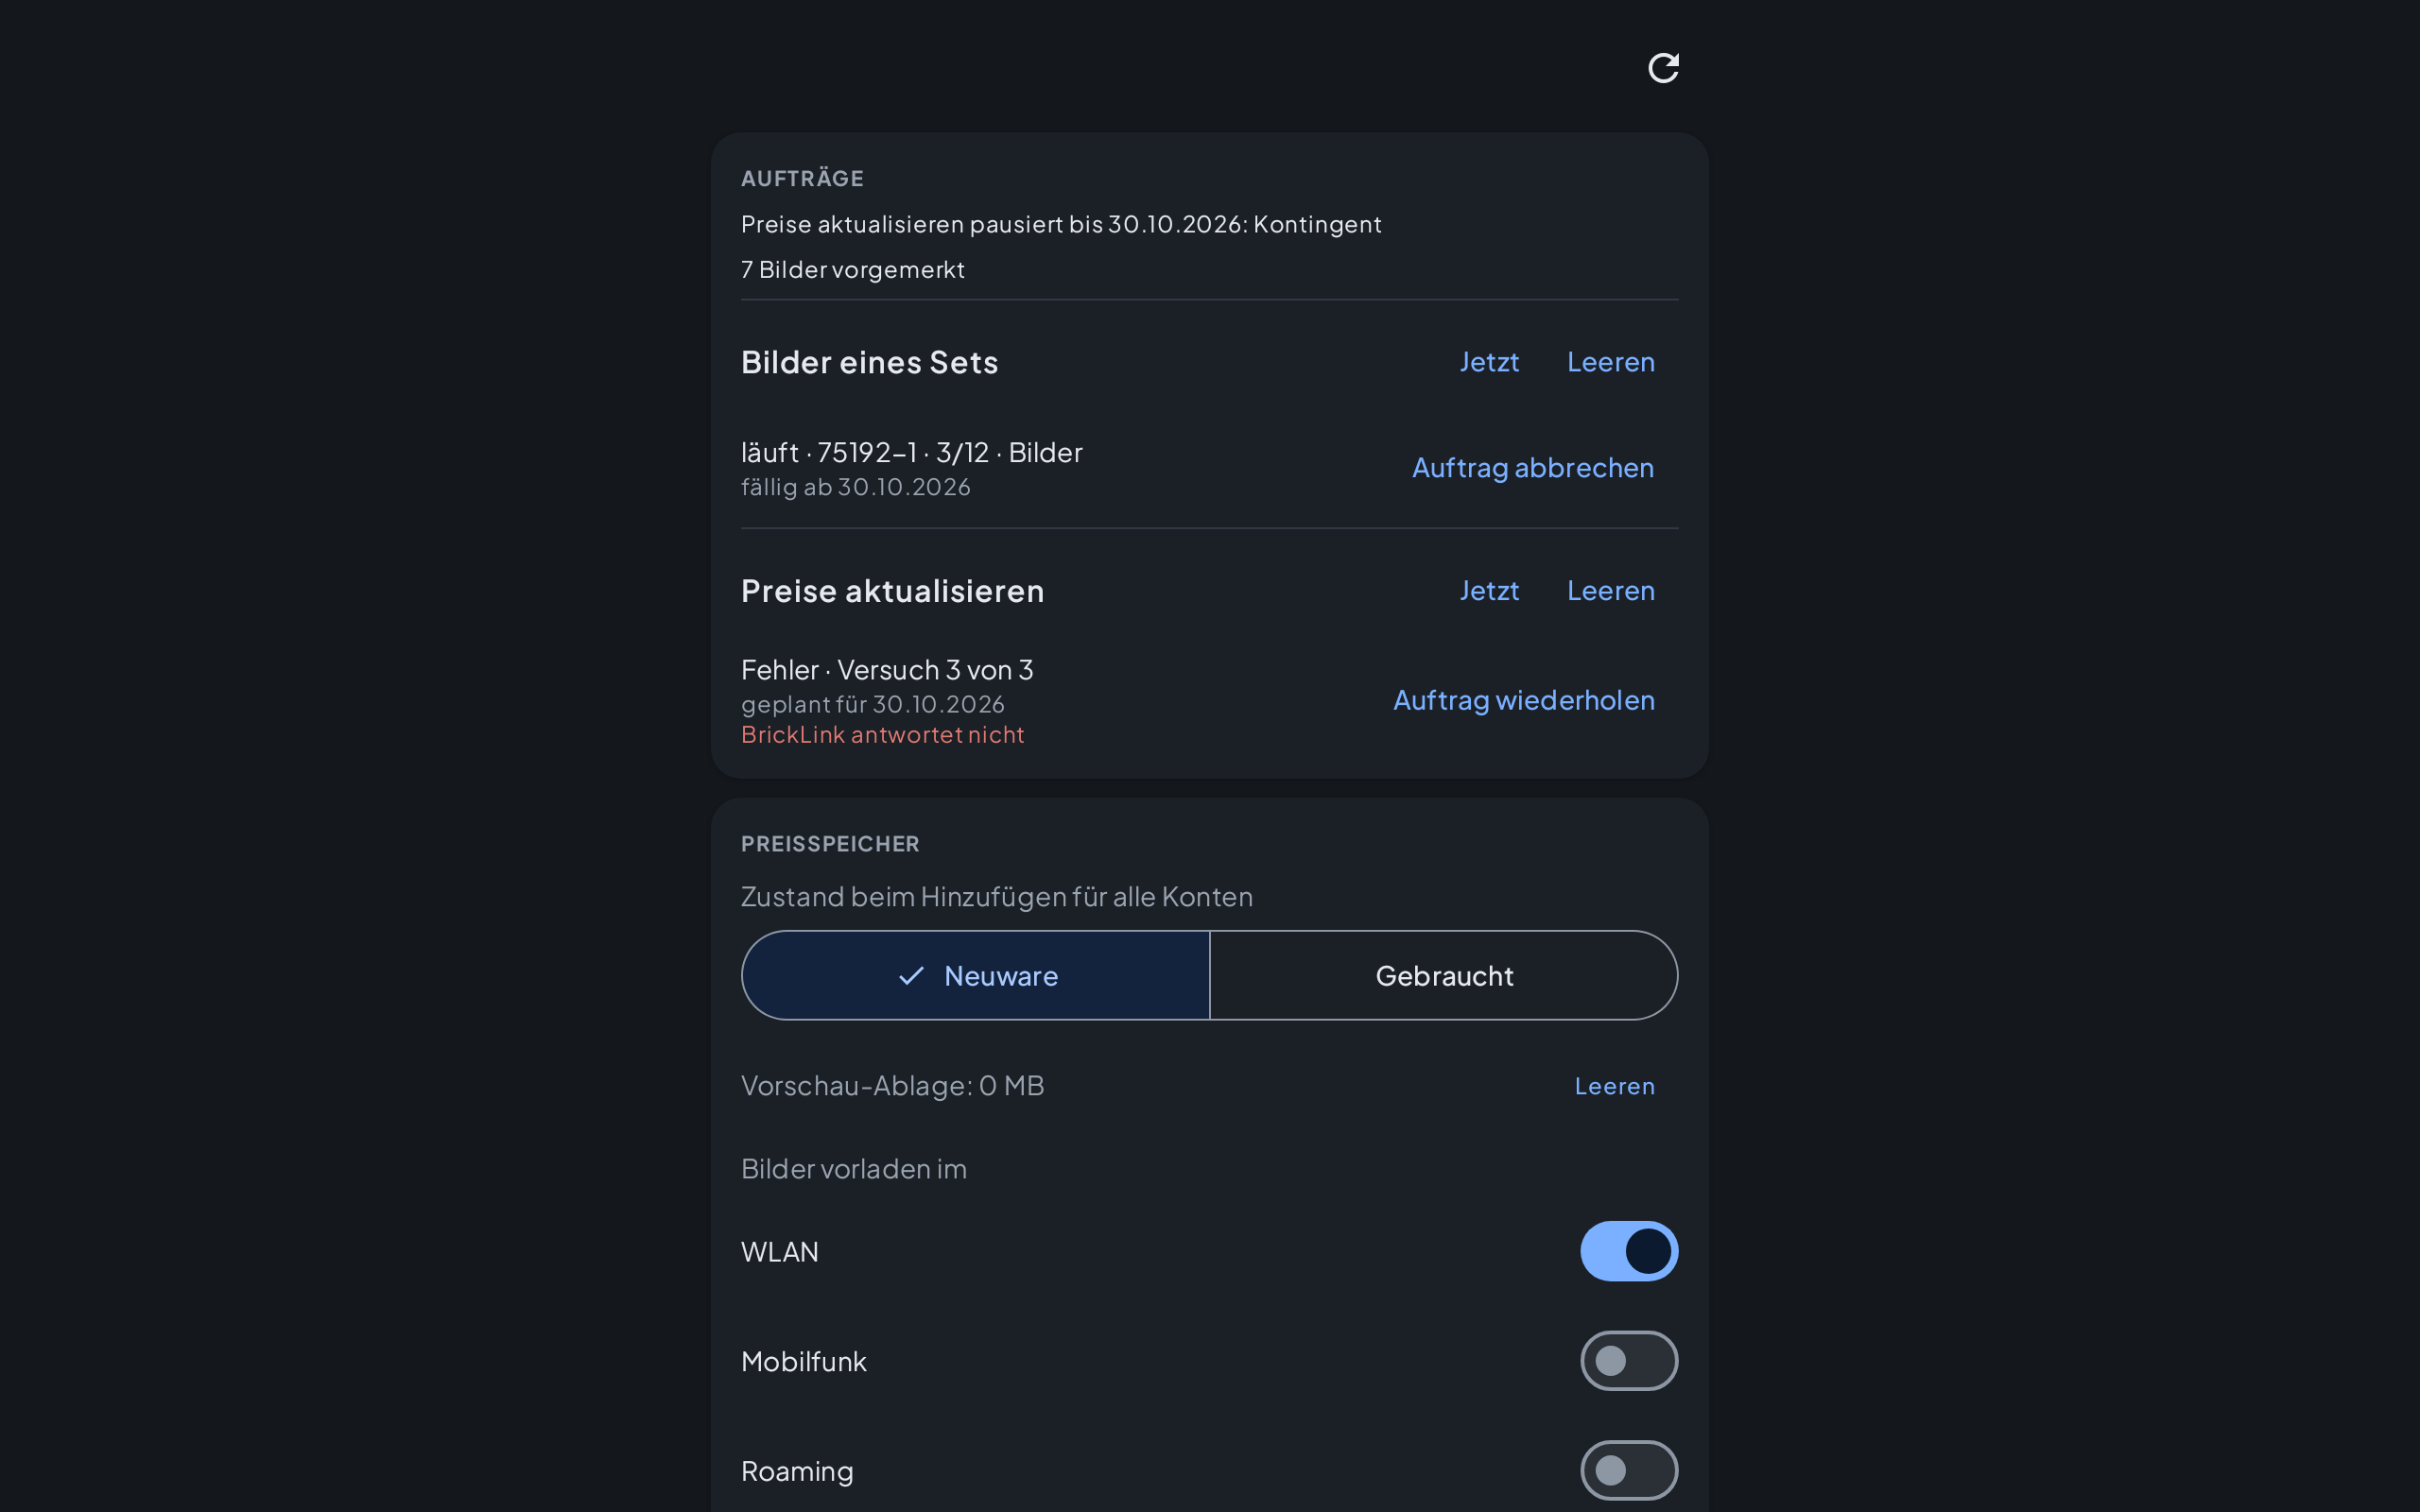 AUFTRÄGE
Preise aktualisieren pausiert bis 30.10.2026: Kontingent
7 Bilder vorgemerkt
Bilder eines Sets
Jetzt
Leeren
läuft · 75192-1 · 3/12 · Bilder
fällig ab 30.10.2026
Auftrag abbrechen
Preise aktualisieren
Jetzt
Leeren
Fehler · Versuch 3 von 3
geplant für 30.10.2026
BrickLink antwortet nicht
Auftrag wiederholen
PREISSPEICHER
Zustand beim Hinzufügen für alle Konten
Neuware
Gebraucht
Vorschau-Ablage: 0 MB
Leeren
Bilder vorladen im
WLAN
Mobilfunk
Roaming